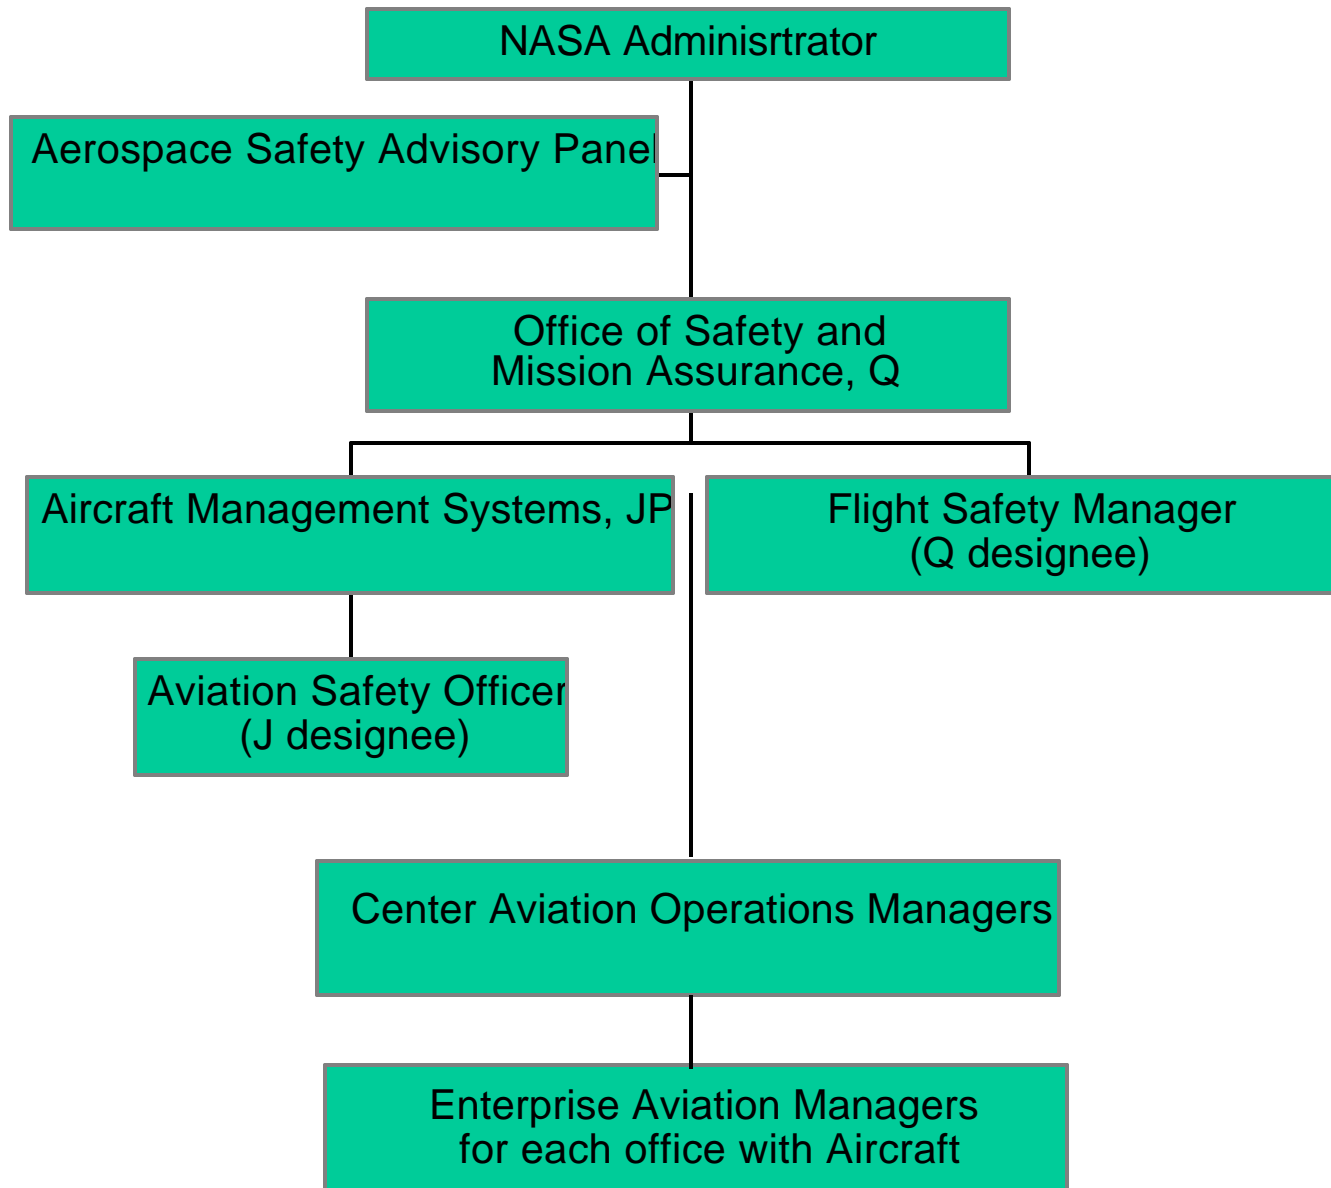 NASA Adminisrtrator
Aerospace Safety Advisory Panel
Office of Safety and
Mission Assurance, Q
Aircraft Management Systems, JP
Flight Safety Manager
(Q designee)
Aviation Safety Officer
(J designee)
Center Aviation Operations Managers
Enterprise Aviation Managers
for each office with Aircraft